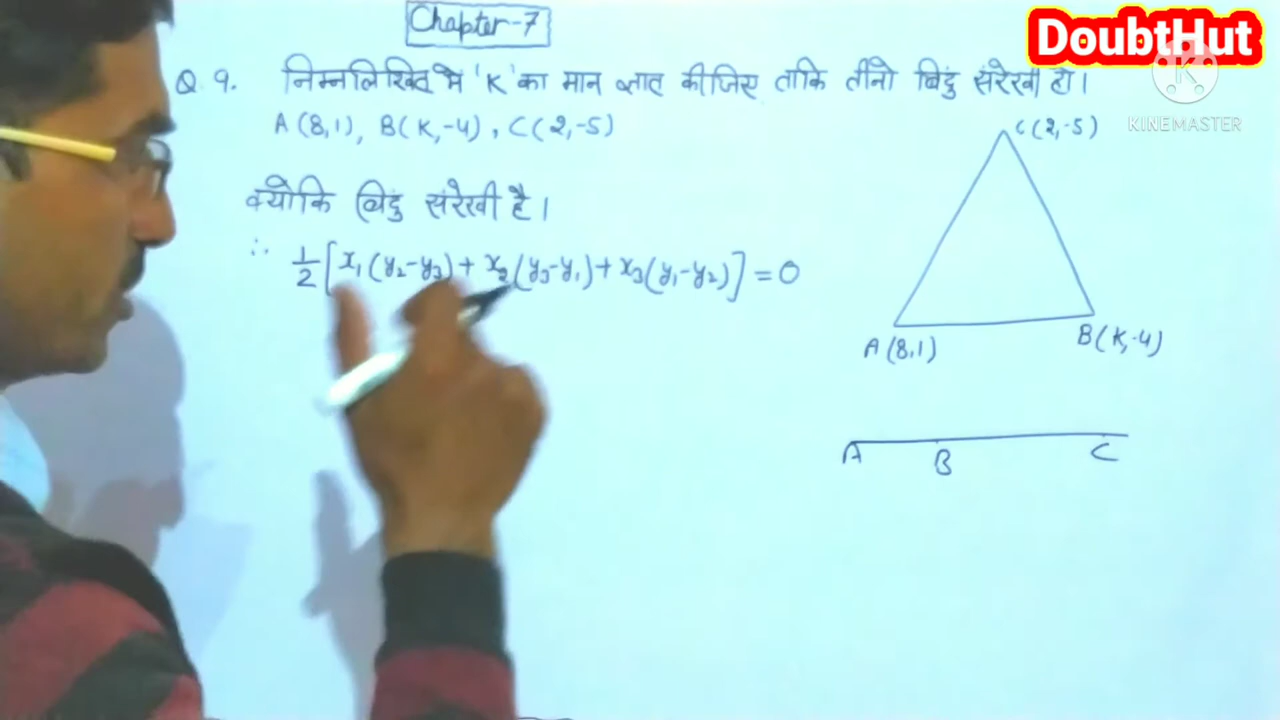 Chapter-7
DoubtHut
Q. 9. निम्नलिखित मे 'K' का मान ज्ञात कीजिए ताकि तीनो बिंदु संरेखी हो।
K
KINEMASTER
A(8,1), B(K,-4), C(2,-5)
C(2,-5)
क्योकि बिंदु संरेखी है।
∴ 1/2 [x₁(y₂-y₃) + x₂(y₃-y₁) + x₃(y₁-y₂)] = 0
A(8,1)
B(K,-4)
A B C